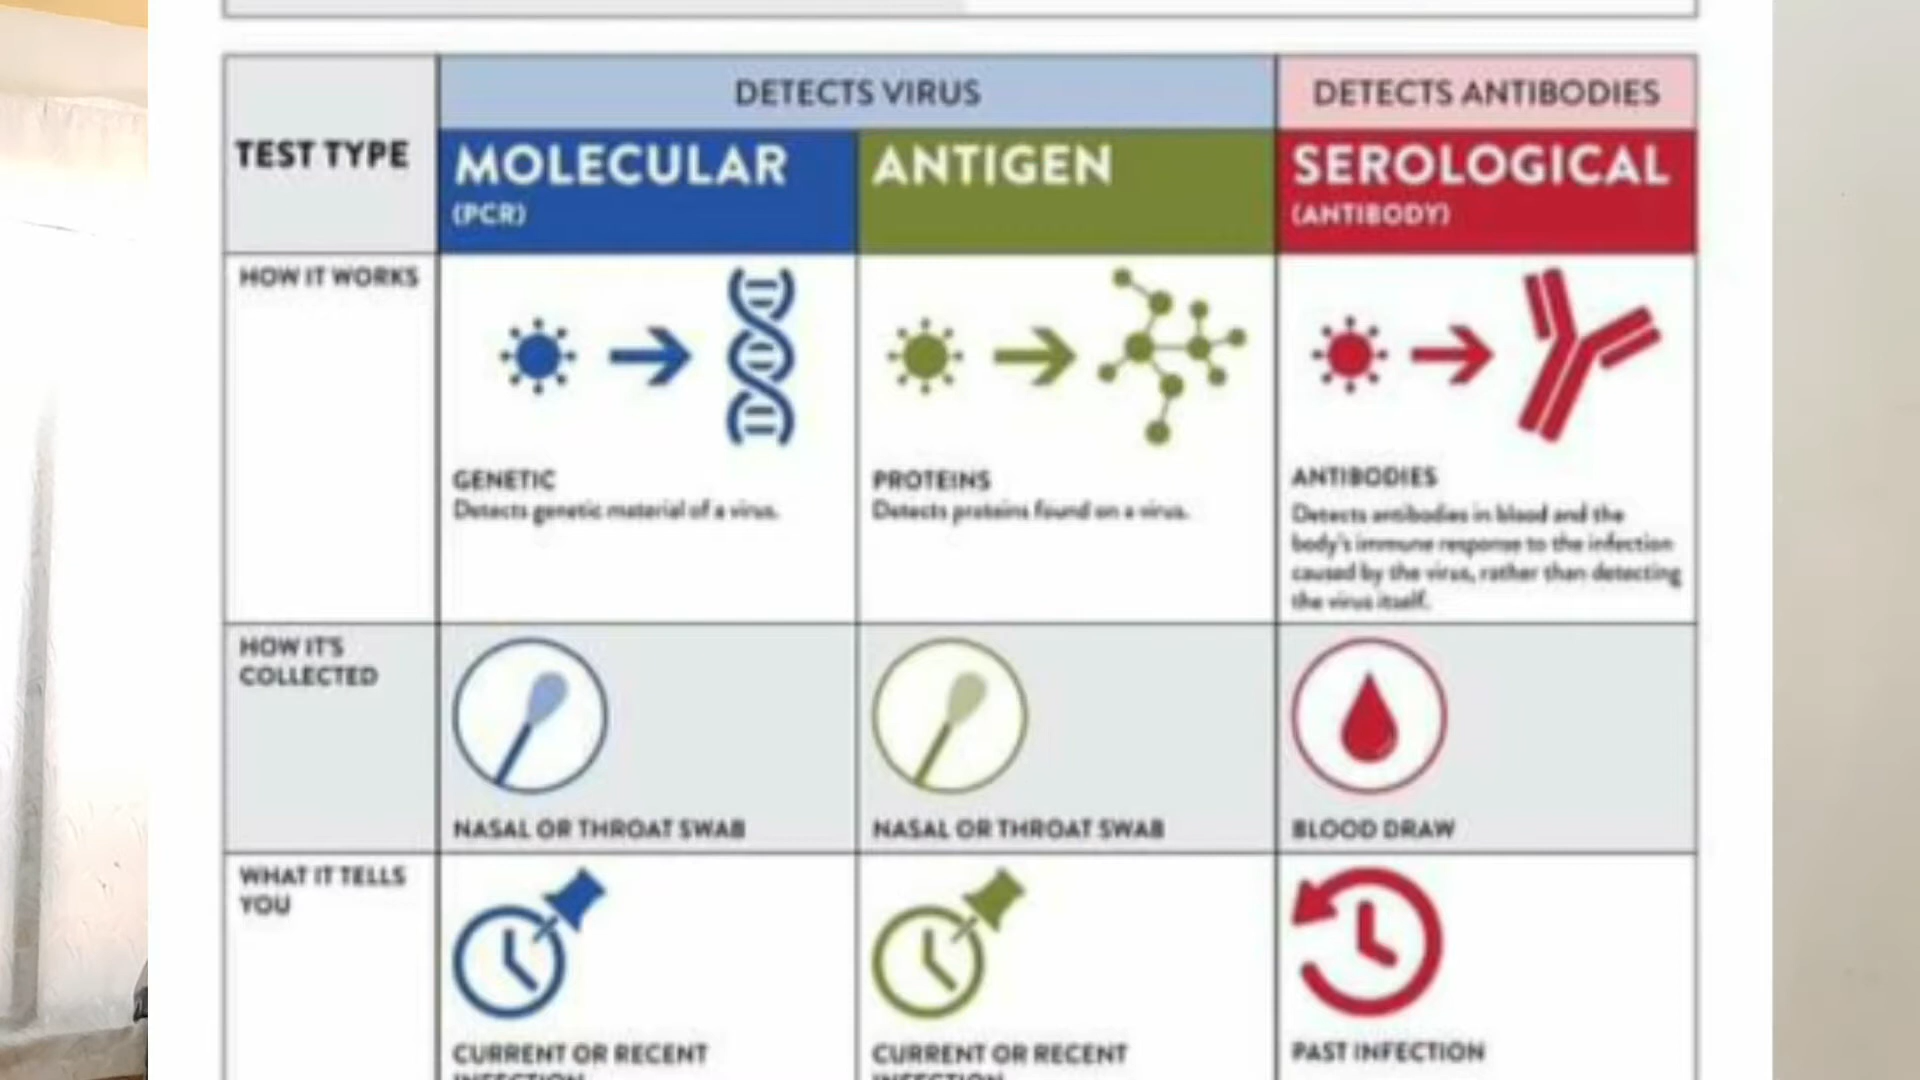 TEST TYPE
DETECTS VIRUS
DETECTS ANTIBODIES
MOLECULAR
(PCR)
ANTIGEN
SEROLOGICAL
(ANTIBODY)
HOW IT WORKS
GENETIC
Detects genetic material of a virus.
PROTEINS
Detects proteins found on a virus.
ANTIBODIES
Detects antibodies in blood and the
body's immune response to the infection
caused by the virus, rather than detecting
the virus itself.
HOW IT'S
COLLECTED
NASAL OR THROAT SWAB
NASAL OR THROAT SWAB
BLOOD DRAW
WHAT IT TELLS
YOU
CURRENT OR RECENT
INFECTION
CURRENT OR RECENT
INFECTION
PAST INFECTION